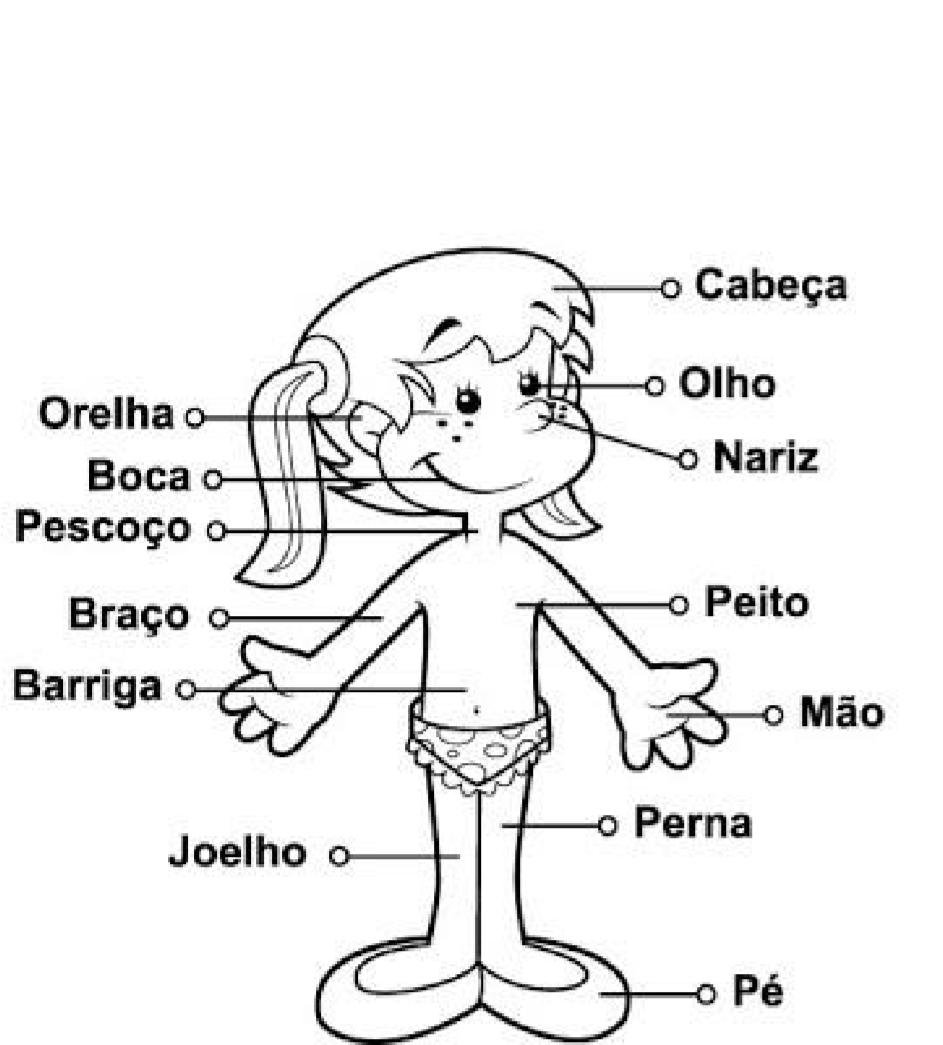 Cabeça
Olho
Orelha
Nariz
Boca
Pescoço
Peito
Braço
Barriga
Mão
Perna
Joelho
Pé